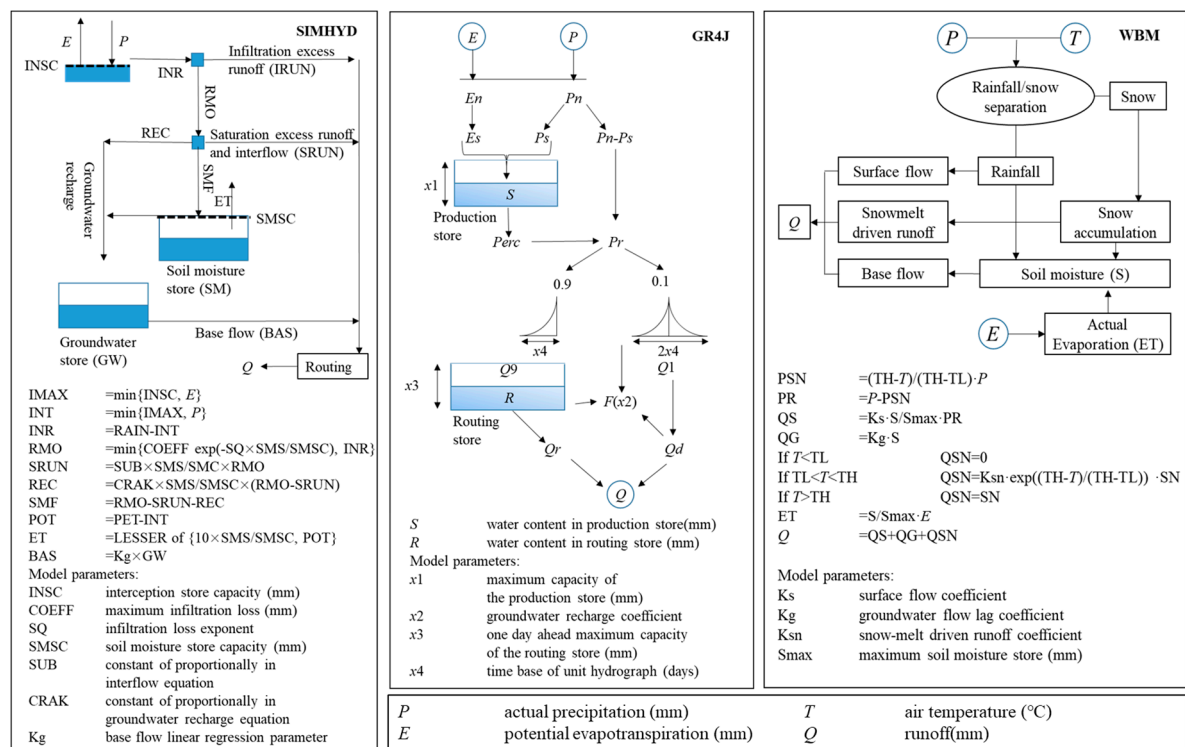 SIMHYD
E
P
INSC
INR
Infiltration excess
runoff (IRUN)
RMO
REC
Saturation excess runoff
and interflow (SRUN)
Groundwater
recharge
SMF
ET
SMSC
Soil moisture
store (SM)
Groundwater
store (GW)
Base flow (BAS)
Q
Routing
IMAX =min{INSC, E}
INT =min{IMAX, P}
INR =RAIN-INT
RMO =min{COEFF exp(-SQ×SMS/SMSC), INR}
SRUN =SUB×SMS/SMC×RMO
REC =CRAK×SMS/SMSC×(RMO-SRUN)
SMF =RMO-SRUN-REC
POT =PET-INT
ET =LESSER of {10×SMS/SMSC, POT}
BAS =Kg×GW
Model parameters:
INSC interception store capacity (mm)
COEFF maximum infiltration loss (mm)
SQ infiltration loss exponent
SMSC soil moisture store capacity (mm)
SUB constant of proportionally in
interflow equation
CRAK constant of proportionally in
groundwater recharge equation
Kg base flow linear regression parameter
GR4J
E
P
En
Pn
Es
Ps
Pn-Ps
x1
S
Production
store
Perc
Pr
0.9
0.1
x4
2x4
x3
Q9
R
Routing
store
F(x2)
Q1
Qr
Qd
Q
S water content in production store(mm)
R water content in routing store (mm)
Model parameters:
x1 maximum capacity of
the production store (mm)
x2 groundwater recharge coefficient
x3 one day ahead maximum capacity
of the routing store (mm)
x4 time base of unit hydrograph (days)
WBM
P
T
Rainfall/snow
separation
Snow
Surface flow
Rainfall
Q
Snowmelt
driven runoff
Snow
accumulation
Base flow
Soil moisture (S)
E
Actual
Evaporation (ET)
PSN =(TH-T)/(TH-TL)·P
PR =P-PSN
QS =Ks·S/Smax·PR
QG =Kg·S
If T<TL QSN=0
If TL<T<TH QSN=Ksn·exp((TH-T)/(TH-TL)) ·SN
If T>TH QSN=SN
ET =S/Smax·E
Q =QS+QG+QSN
Model parameters:
Ks surface flow coefficient
Kg groundwater flow lag coefficient
Ksn snow-melt driven runoff coefficient
Smax maximum soil moisture store (mm)
P actual precipitation (mm) T air temperature (°C)
E potential evapotranspiration (mm) Q runoff(mm)